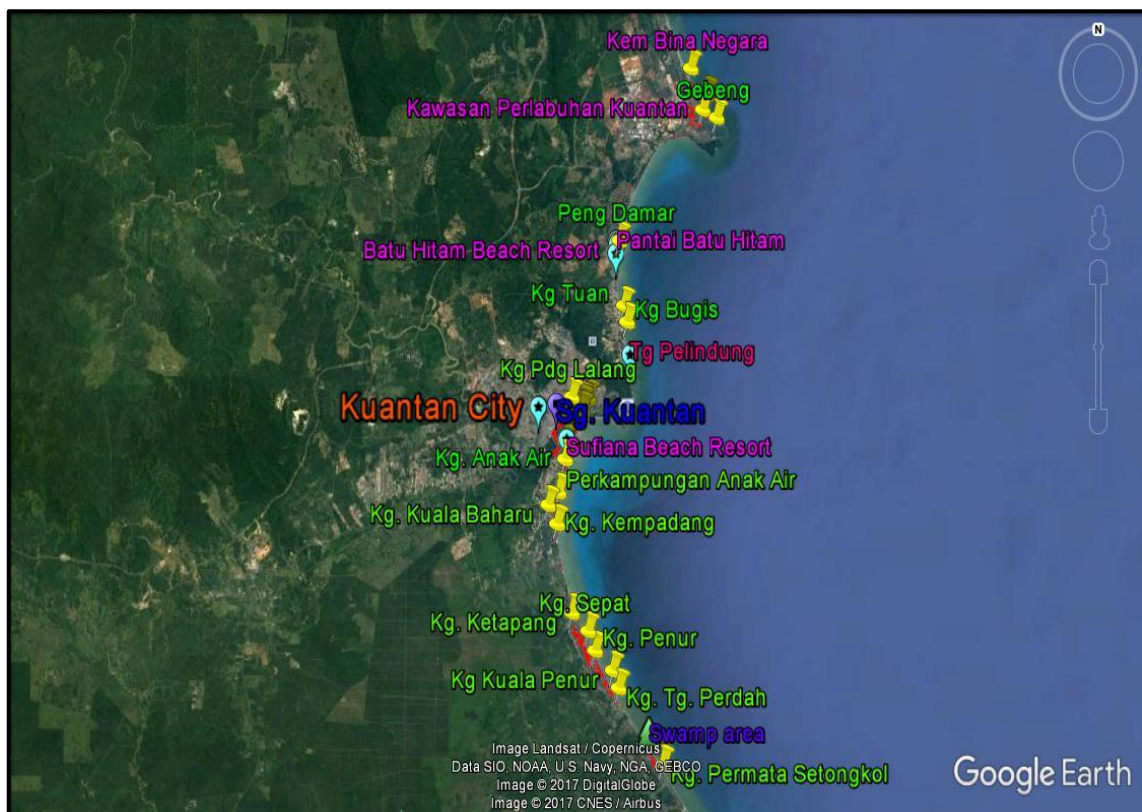 N
Kem Bina Negara
Gebeng
Kawasan Perlabuhan Kuantan
Peng Damar
Pantai Batu Hitam
Batu Hitam Beach Resort
Kg Tuan
Kg Bugis
Tg Pelindung
Kg Pdg Lalang
Kuantan City
Sg. Kuantan
Sufiana Beach Resort
Kg. Anak Air
Perkampungan Anak Air
Kg. Kuala Baharu
Kg. Kempadang
Kg. Sepat
Kg. Ketapang
Kg. Penur
Kg Kuala Penur
Kg. Tg. Perdah
Swamp area
Image Landsat / Copernicus
Data SIO, NOAA, U.S. Navy, NGA, GEBCO
Kg. Permata Setongkol
Image © 2017 DigitalGlobe
Image © 2017 CNES / Airbus
Google Earth